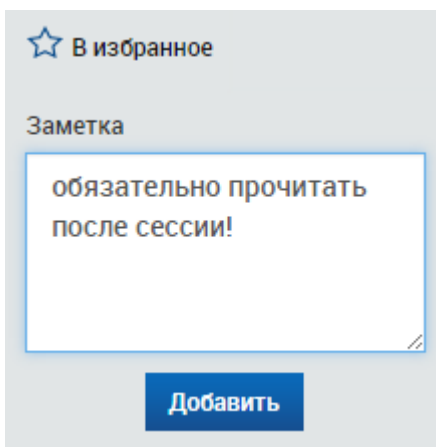 В избранное
Заметка
обязательно прочитать
после сессии!
Добавить